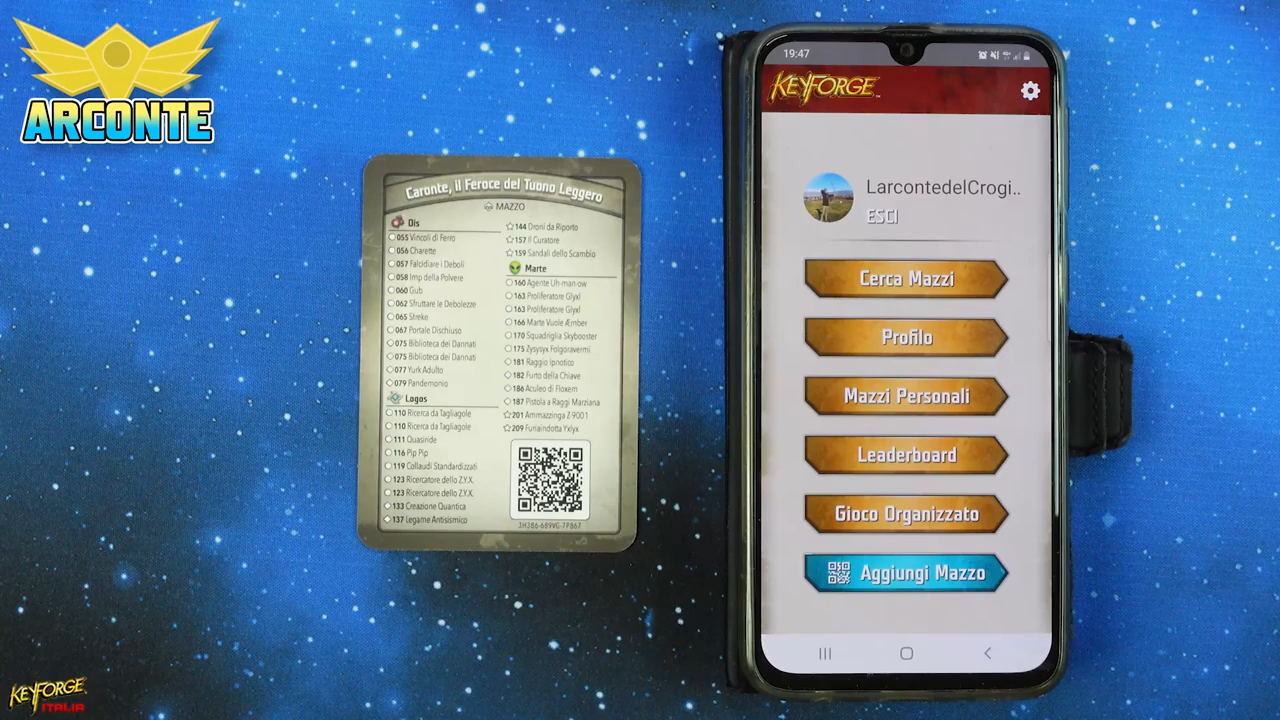 ARCONTE
Caronte, il Feroce del Tuono Leggero
MAZZO
Dis
055 Vincoli di Ferro
056 Charette
057 Falcidiare i Deboli
058 Imp della Polvere
060 Gub
062 Sfruttare le Debolezze
065 Streke
067 Portale Dischiuso
075 Biblioteca dei Dannati
075 Biblioteca dei Dannati
077 Yurk Adulto
079 Pandemonio
Logos
110 Ricerca da Tagliagole
110 Ricerca da Tagliagole
111 Quasiride
116 Pip Pip
119 Collaudi Standardizzati
123 Ricercatore dello Z.Y.X.
123 Ricercatore dello Z.Y.X.
133 Creazione Quantica
137 Legame Antisismico
144 Droni da Riporto
157 Il Curatore
159 Sandali dello Scambio
Marte
160 Agente Uh-man-ow
163 Proliferatore Glyxl
163 Proliferatore Glyxl
166 Marte Vuole Æmber
170 Squadriglia Skybooster
175 Zysysyx Folgoravermi
181 Raggio Ipnotico
182 Furto della Chiave
186 Aculeo di Floxem
187 Pistola a Raggi Marziana
201 Ammazzinga Z-9001
209 Furiaindotta Yxlyx
3H386-689VG-7P867
19:47
KEYFORGE
LarcontedelCrogi..
ESCI
Cerca Mazzi
Profilo
Mazzi Personali
Leaderboard
Gioco Organizzato
Aggiungi Mazzo
KEYFORGE
ITALIA